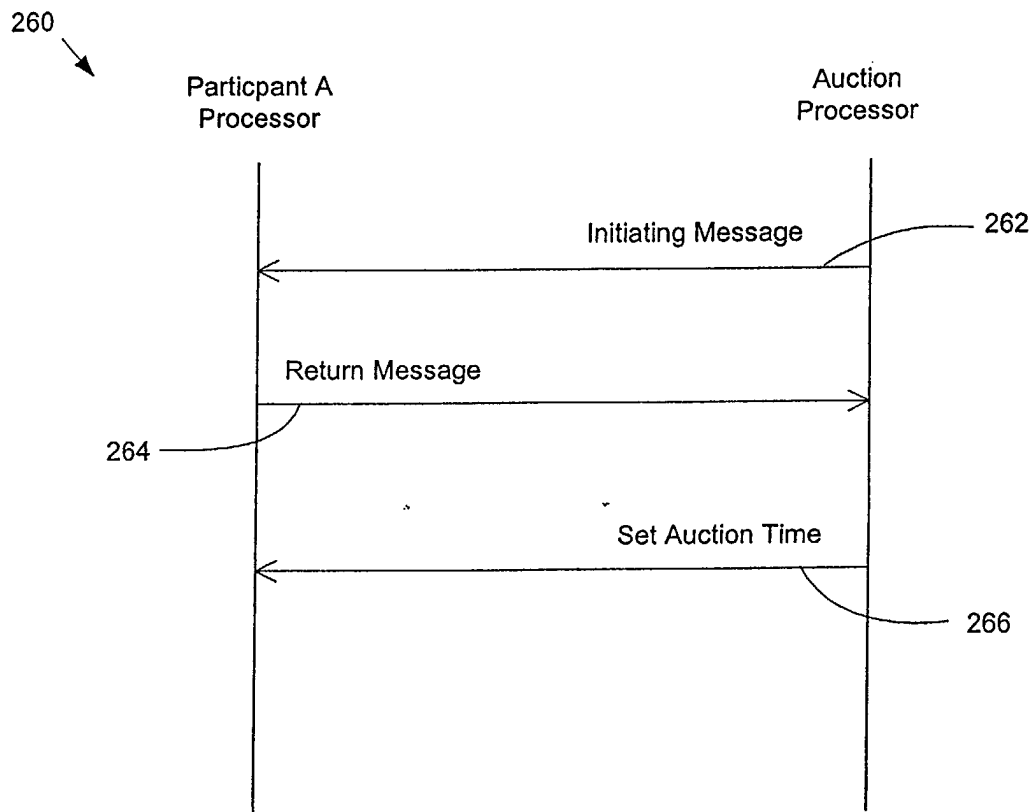 260
Particpant A
Processor
Auction
Processor
Initiating Message
262
Return Message
264
Set Auction Time
266